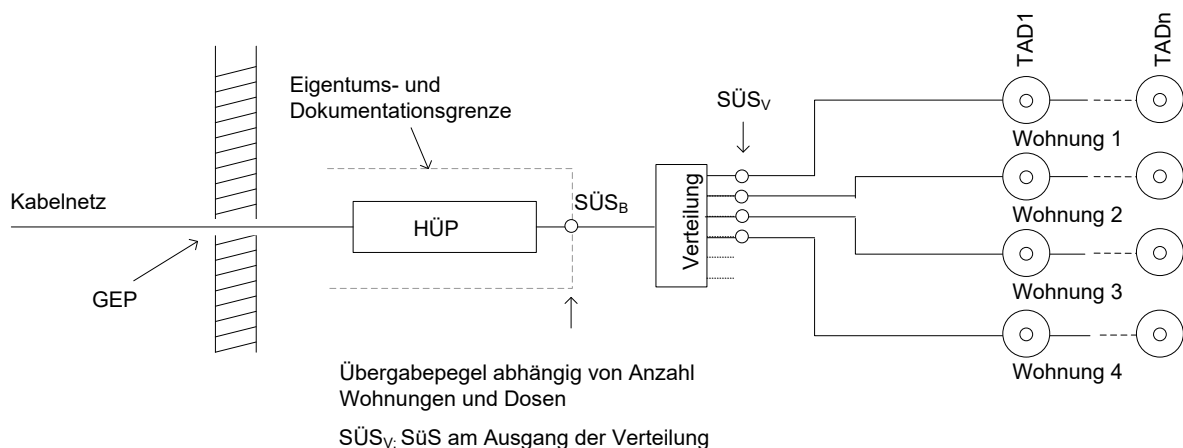 TAD1
TADn
Eigentums- und
Dokumentationsgrenze
SÜSV
Wohnung 1
Kabelnetz
HÜP
SÜSB
Verteilung
Wohnung 2
GEP
Wohnung 3
Wohnung 4
Übergabepegel abhängig von Anzahl
Wohnungen und Dosen
SÜSV: SüS am Ausgang der Verteilung